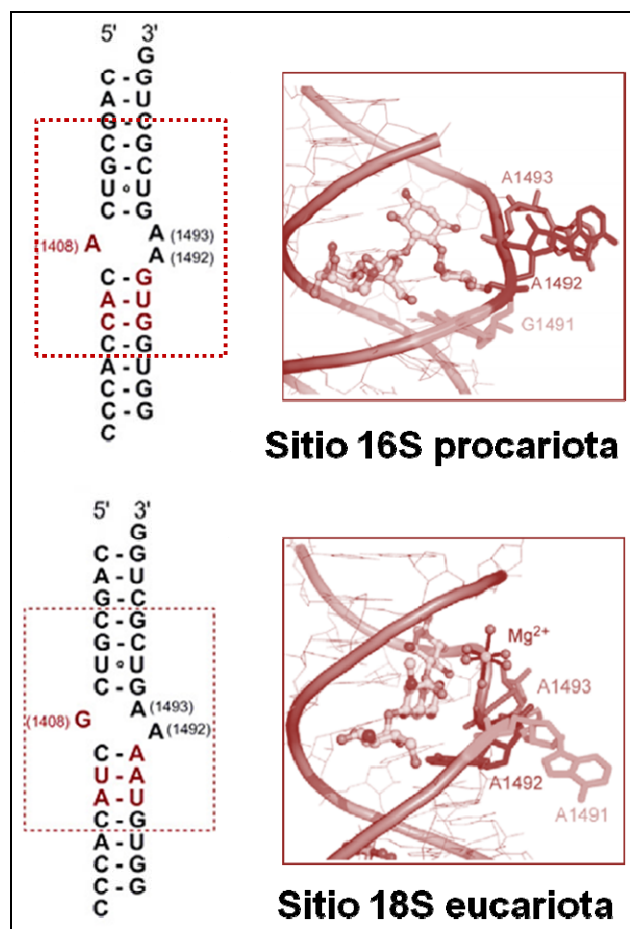 5' 3'
G
C - G
A - U
G - C
C - G
G - C
U ° U
C - G
A (1493)
(1408) A
A (1492)
C - G
A - U
C - G
C - G
A - U
C - G
C - G
C
A1493
A1492
G1491
Sitio 16S procariota
5' 3'
G
C - G
A - U
G - C
C - G
G - C
U ° U
C - G
A (1493)
(1408) G
A (1492)
C A
U - A
A - U
C - G
A - U
C - G
C - G
C
Mg2+
A1493
A1492
A1491
Sitio 18S eucariota